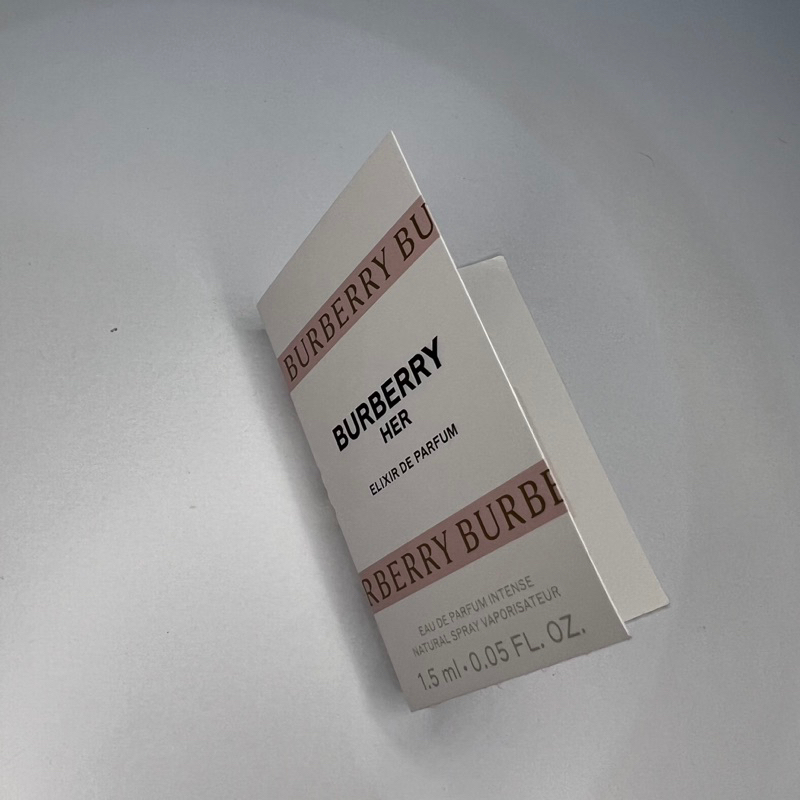 BURBERRY BU
BURBERRY
HER
ELIXIR DE PARFUM
RBERRY BURBE
EAU DE PARFUM INTENSE
NATURAL SPRAY VAPORISATEUR
1.5 ml • 0.05 FL. OZ.